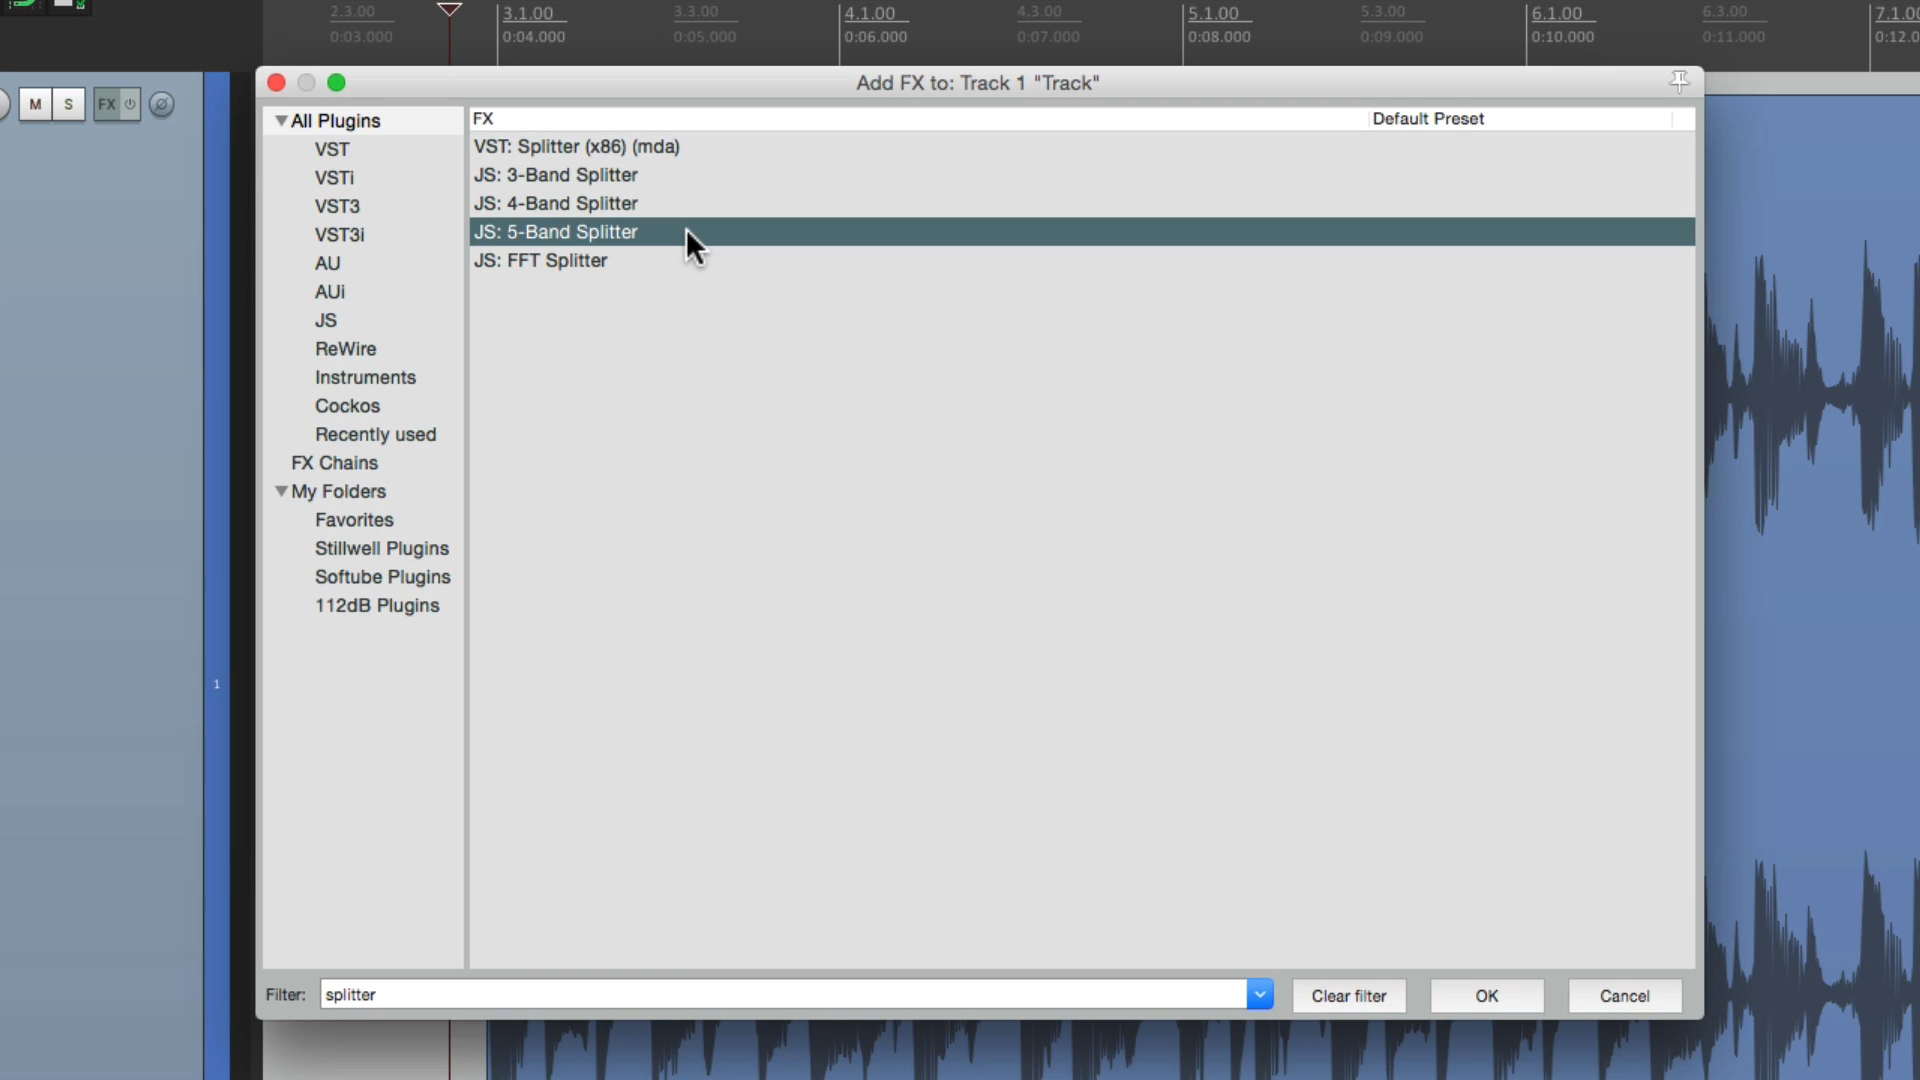 2.3.00 3.1.00 3.3.00 4.1.00 4.3.00 5.1.00 5.3.00 6.1.00 6.3.00
0:03.000 0:04.000 0:05.000 0:06.000 0:07.000 0:08.000 0:09.000 0:10.000 0:11.000
Add FX to: Track 1 "Track"
M S FX
All Plugins
VST
VSTi
VST3
VST3i
AU
AUi
JS
ReWire
Instruments
Cockos
Recently used
FX Chains
My Folders
Favorites
Stillwell Plugins
Softube Plugins
112dB Plugins
FX Default Preset
VST: Splitter (x86) (mda)
JS: 3-Band Splitter
JS: 4-Band Splitter
JS: 5-Band Splitter
JS: FFT Splitter
1
Filter: splitter Clear filter OK Cancel